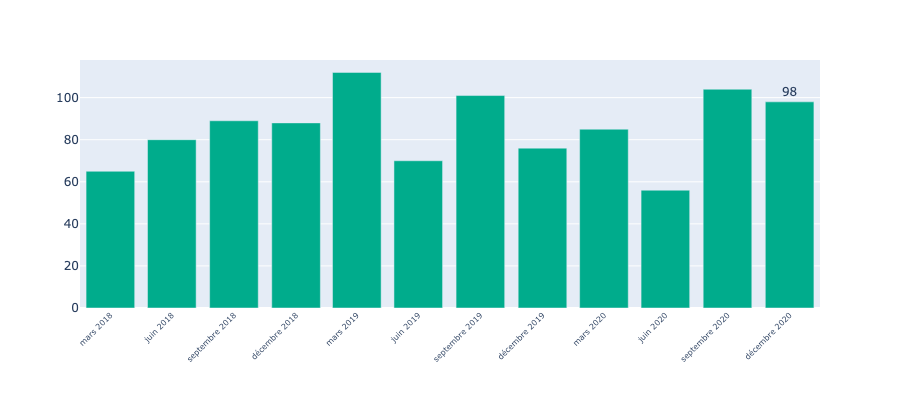 98
100
80
60
40
20
0
mars 2018
juin 2018
septembre 2018
décembre 2018
mars 2019
juin 2019
septembre 2019
décembre 2019
mars 2020
juin 2020
septembre 2020
décembre 2020